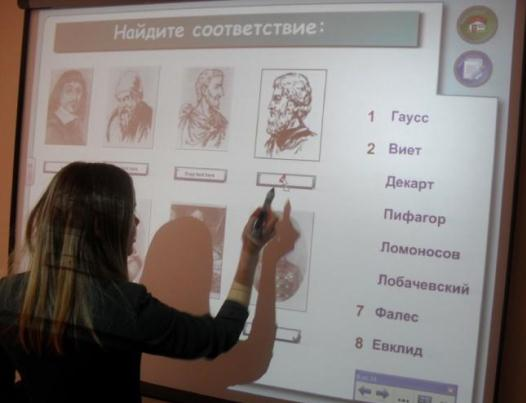 Найдите соответствие:
1 Гаусс
2 Виет
Декарт
Пифагор
Ломоносов
Лобачевский
7 Фалес
8 Евклид